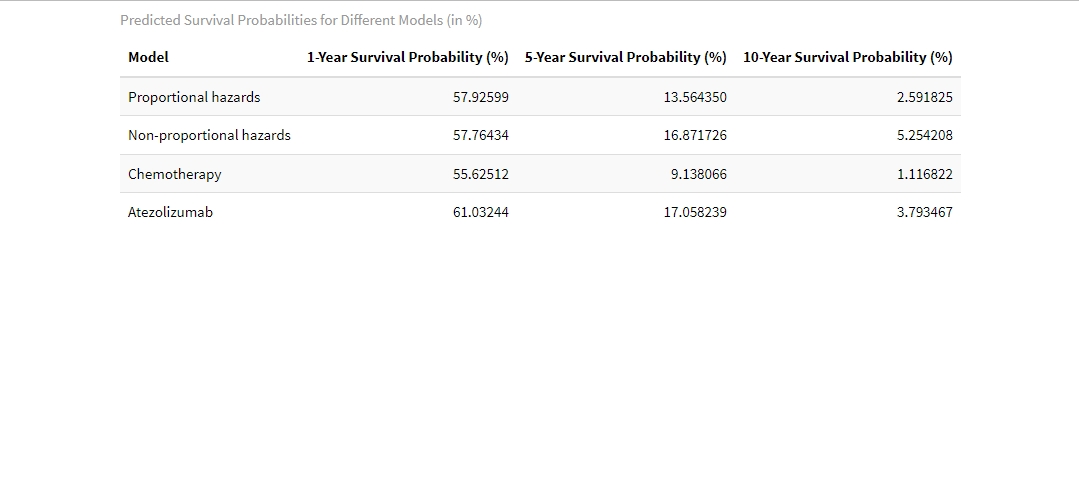 Predicted Survival Probabilities for Different Models (in %)
Model 1-Year Survival Probability (%) 5-Year Survival Probability (%) 10-Year Survival Probability (%)
Proportional hazards 57.92599 13.564350 2.591825
Non-proportional hazards 57.76434 16.871726 5.254208
Chemotherapy 55.62512 9.138066 1.116822
Atezolizumab 61.03244 17.058239 3.793467